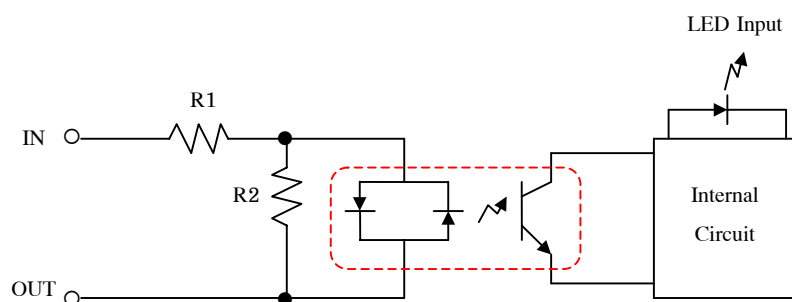 LED Input
R1
IN
R2
Internal
Circuit
OUT